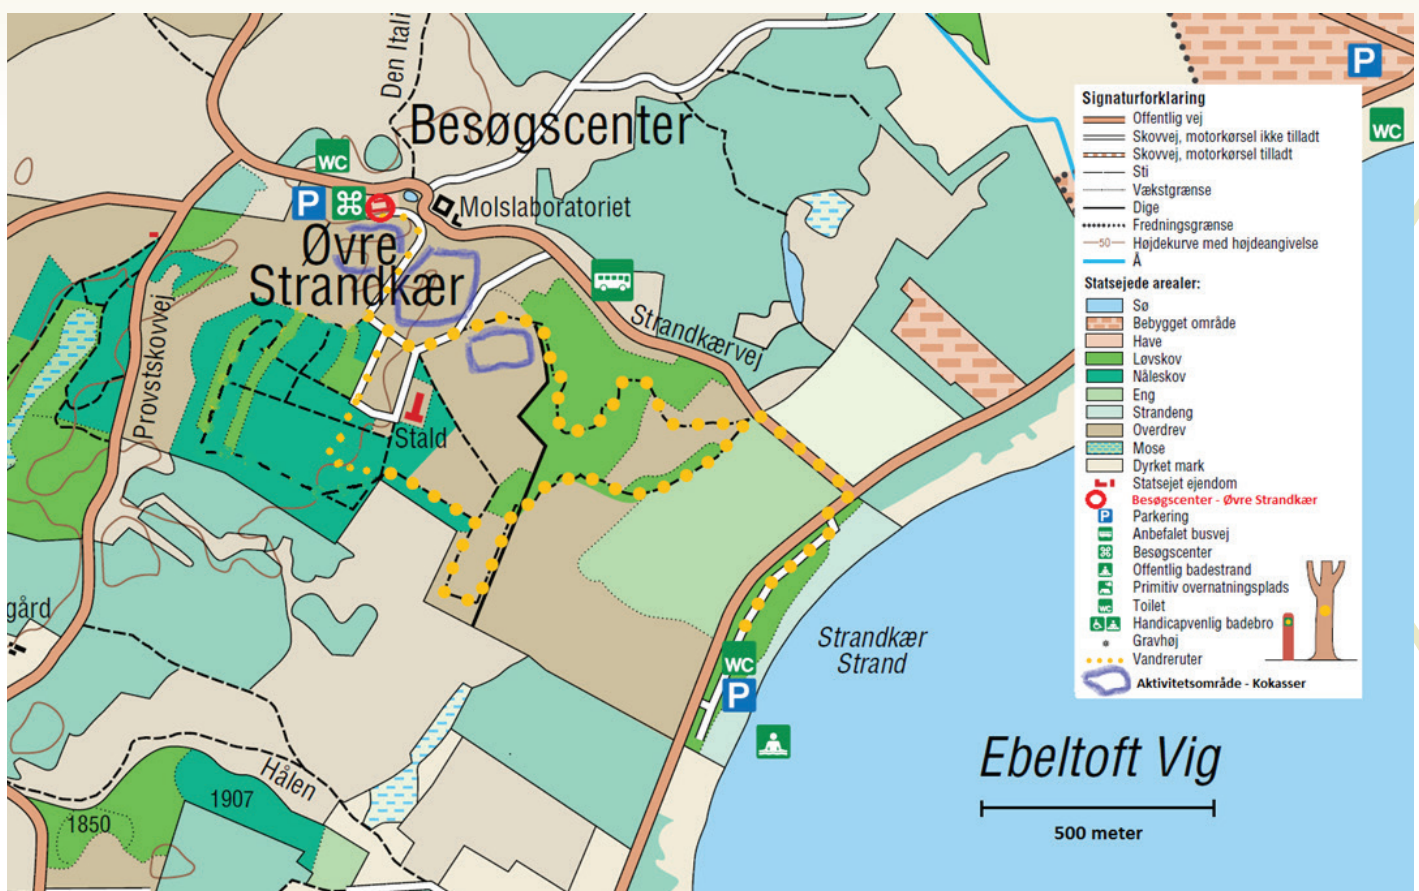 Den Itali
Besøgscenter
WC
P
WC
P
Molslaboratoriet
Øvre
Strandkær
Strandkærvej
Provstskovvej
Stald
gård
Strandkær
Strand
WC
P
Hålen
1907
1850
Ebeltoft Vig
500 meter
Signaturforklaring
Offentlig vej
Skovvej, motorkørsel ikke tilladt
Skovvej, motorkørsel tilladt
Sti
Vækstgrænse
Dige
Fredningsgrænse
50 Højdekurve med højdeangivelse
Å
Statsejede arealer:
Sø
Bebygget område
Have
Løvskov
Nåleskov
Eng
Strandeng
Overdrev
Mose
Dyrket mark
Statsejet ejendom
Besøgscenter - Øvre Strandkær
P Parkering
Anbefalet busvej
Besøgscenter
Offentlig badestrand
Primitiv overnatningsplads
WC Toilet
Handicapvenlig badebro
Gravhøj
Vandreruter
Aktivitetsområde - Kokasser